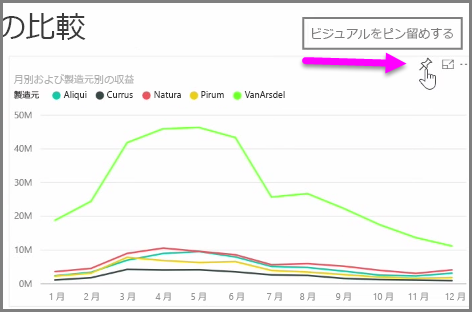 の比較
ビジュアルをピン留めする
月別および製造元別の収益
製造元 Aliqui Currus Natura Pirum VanArsdel
50M
40M
30M
20M
10M
0M
1 月 2 月 3 月 4 月 5 月 6 月 7 月 8 月 9 月 10 月 11 月 12 月